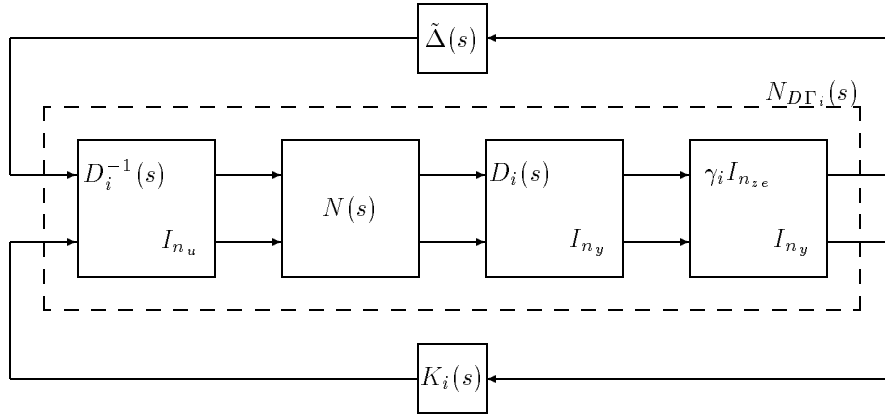 Δ̃(s)
N_{DΓ_i}(s)
D_i^{-1}(s)
I_{n_u}
N(s)
D_i(s)
I_{n_y}
γ_i I_{n_{ze}}
I_{n_y}
K_i(s)